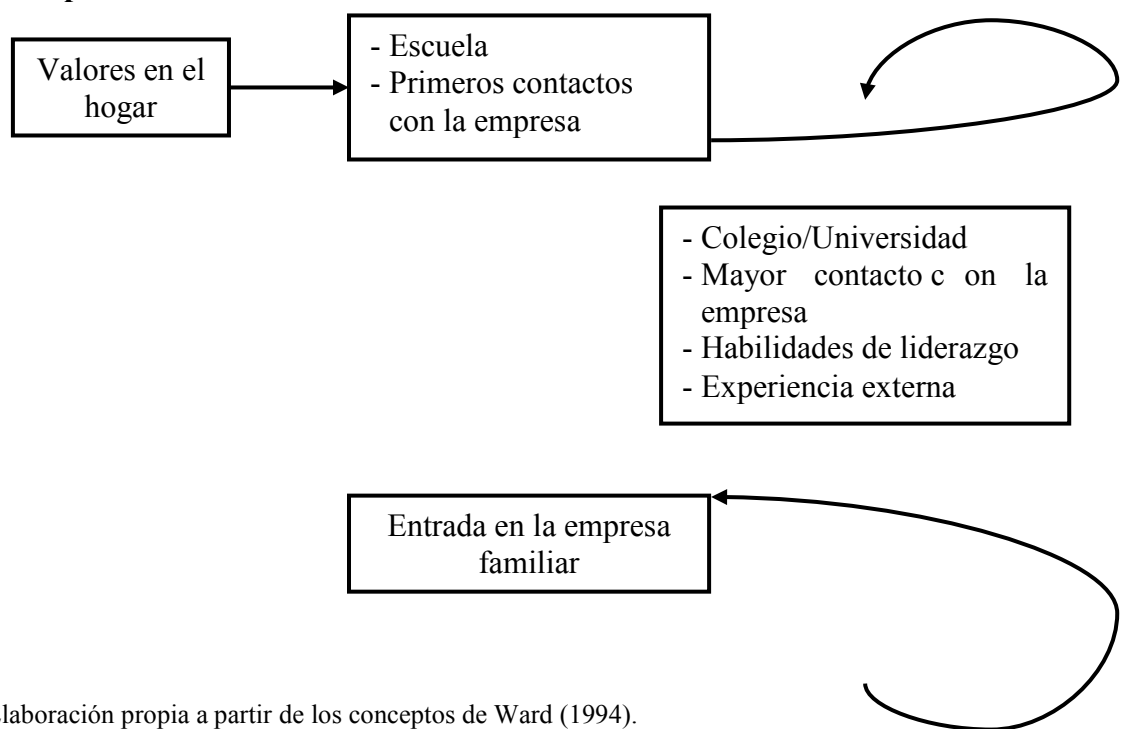 Valores en el
hogar
- Escuela
- Primeros contactos
con la empresa
- Colegio/Universidad
- Mayor contacto c on la
empresa
- Habilidades de liderazgo
- Experiencia externa
Entrada en la empresa
familiar
laboración propia a partir de los conceptos de Ward (1994).